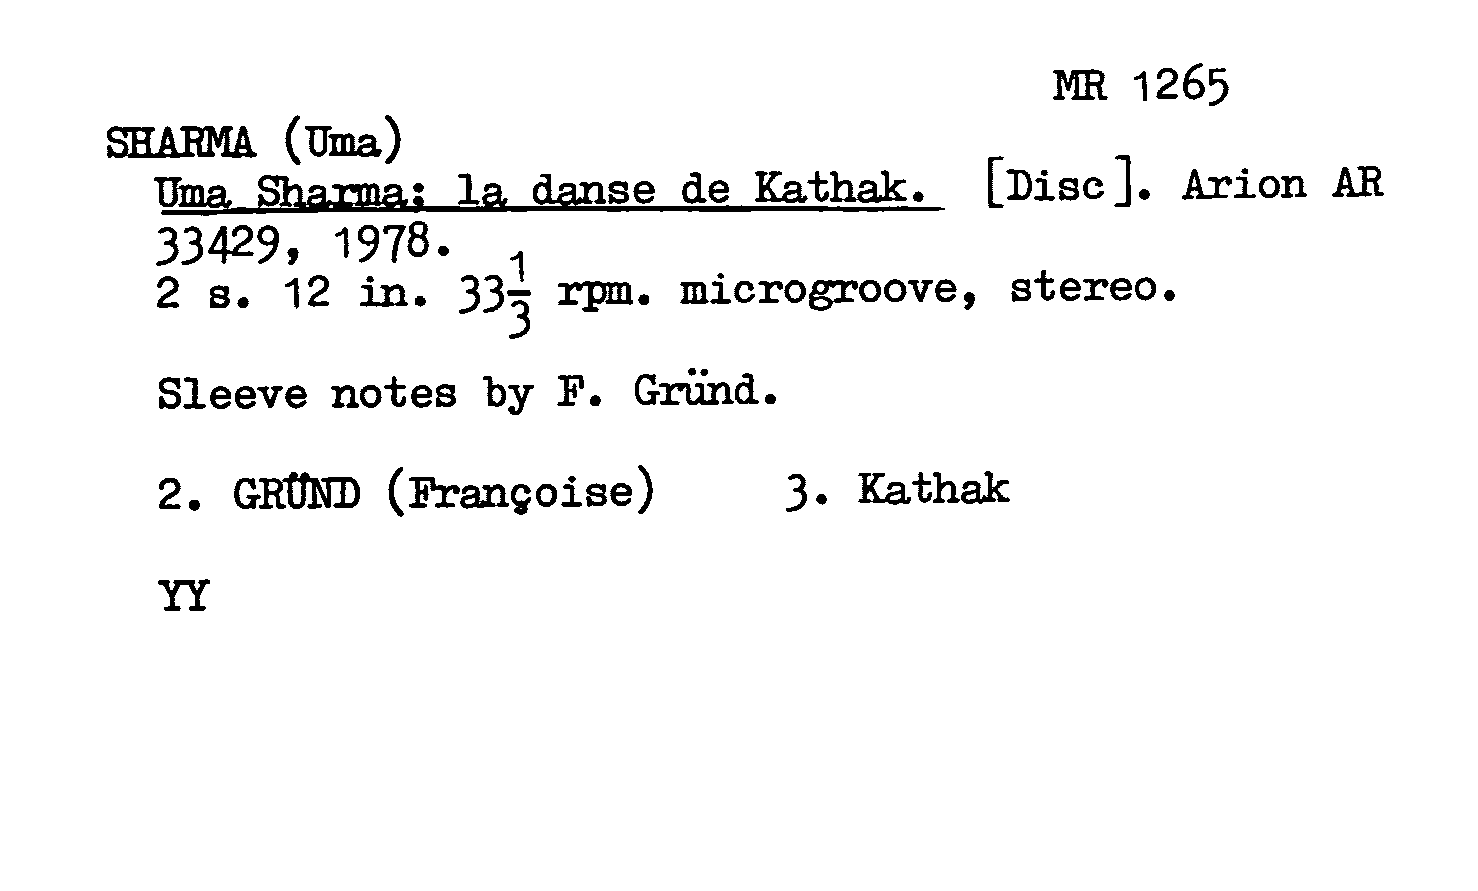 MR 1265
SHARMA (Uma)
Uma Sharma: la danse de Kathak. [Disc]. Arion AR
33429, 1978.
2 s. 12 in. 33 1/3 rpm. microgroove, stereo.
Sleeve notes by F. Gründ.
2. GRÜND (Françoise) 3. Kathak
YY